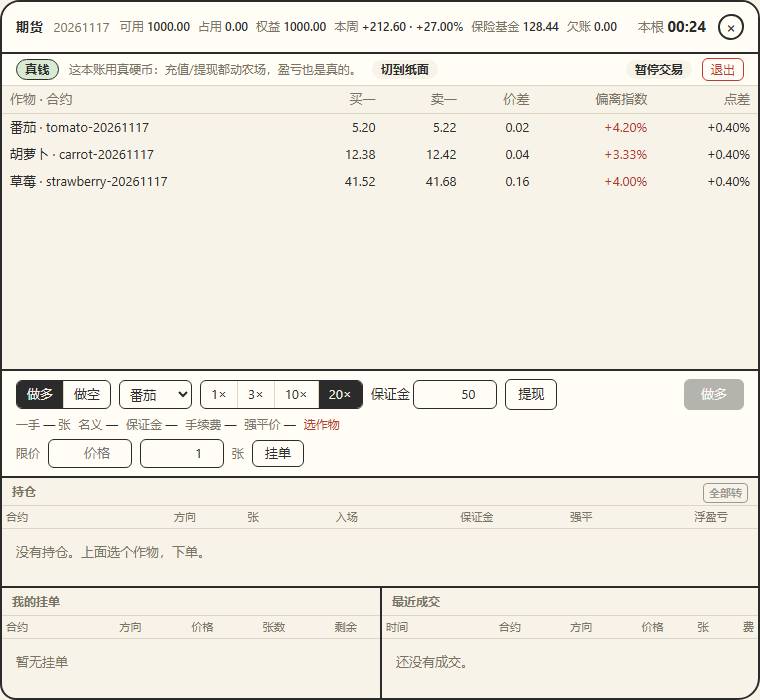 期货 20261117 可用 1000.00 占用 0.00 权益 1000.00 本周 +212.60 · +27.00% 保险基金 128.44 欠账 0.00 本根 00:24 ×
真钱 这本账用真硬币：充值/提现都动农场，盈亏也是真的。 切到纸面 暂停交易 退出
作物 · 合约 买一 卖一 价差 偏离指数 点差
番茄 · tomato-20261117 5.20 5.22 0.02 +4.20% +0.40%
胡萝卜 · carrot-20261117 12.38 12.42 0.04 +3.33% +0.40%
草莓 · strawberry-20261117 41.52 41.68 0.16 +4.00% +0.40%
做多 做空 番茄 1× 3× 10× 20× 保证金 50 提现 做多
一手 — 张 名义 — 保证金 — 手续费 — 强平价 — 选作物
限价 价格 1 张 挂单
持仓 全部转
合约 方向 张 入场 保证金 强平 浮盈亏
没有持仓。上面选个作物，下单。
我的挂单
合约 方向 价格 张数 剩余
暂无挂单
最近成交
时间 合约 方向 价格 张 费
还没有成交。